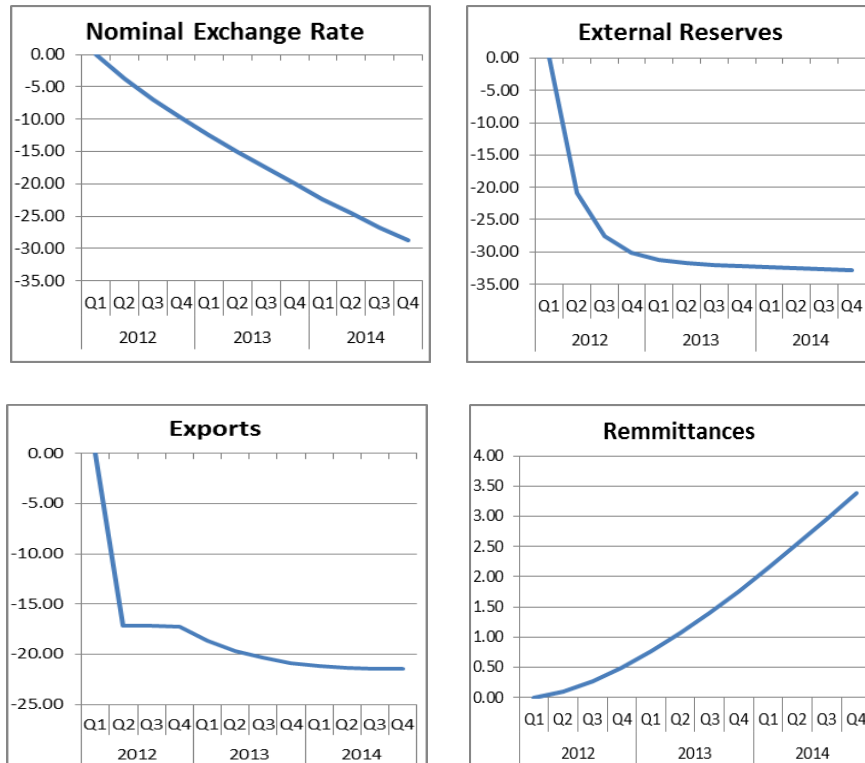 Nominal Exchange Rate
0.00
-5.00
-10.00
-15.00
-20.00
-25.00
-30.00
-35.00
Q1 Q2 Q3 Q4 Q1 Q2 Q3 Q4 Q1 Q2 Q3 Q4
2012 2013 2014
External Reserves
0.00
-5.00
-10.00
-15.00
-20.00
-25.00
-30.00
-35.00
Q1 Q2 Q3 Q4 Q1 Q2 Q3 Q4 Q1 Q2 Q3 Q4
2012 2013 2014
Exports
0.00
-5.00
-10.00
-15.00
-20.00
-25.00
Q1 Q2 Q3 Q4 Q1 Q2 Q3 Q4 Q1 Q2 Q3 Q4
2012 2013 2014
Remmittances
4.00
3.50
3.00
2.50
2.00
1.50
1.00
0.50
0.00
Q1 Q2 Q3 Q4 Q1 Q2 Q3 Q4 Q1 Q2 Q3 Q4
2012 2013 2014